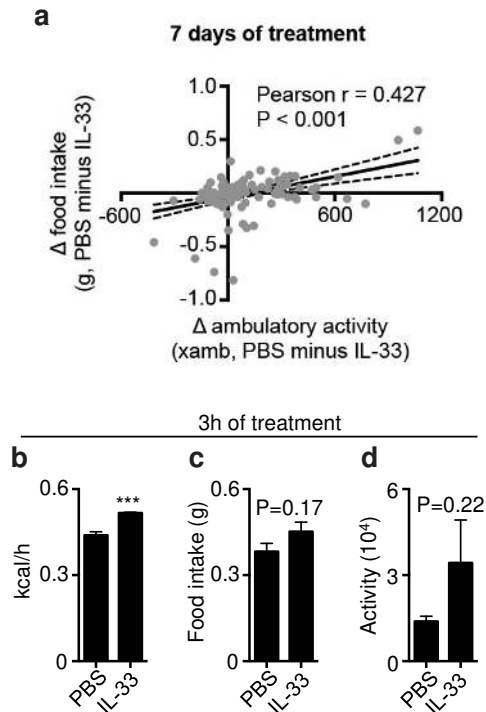 a
7 days of treatment
Pearson r = 0.427
P < 0.001
1.0
0.5
-0.5
-1.0
-600
600
1200
Δ food intake
(g, PBS minus IL-33)
Δ ambulatory activity
(xamb, PBS minus IL-33)
3h of treatment
b
kcal/h
0.6
0.3
0
***
PBS
IL-33
c
Food intake (g)
0.6
0.3
0
P=0.17
PBS
IL-33
d
Activity (10⁴)
6
3
0
P=0.22
PBS
IL-33